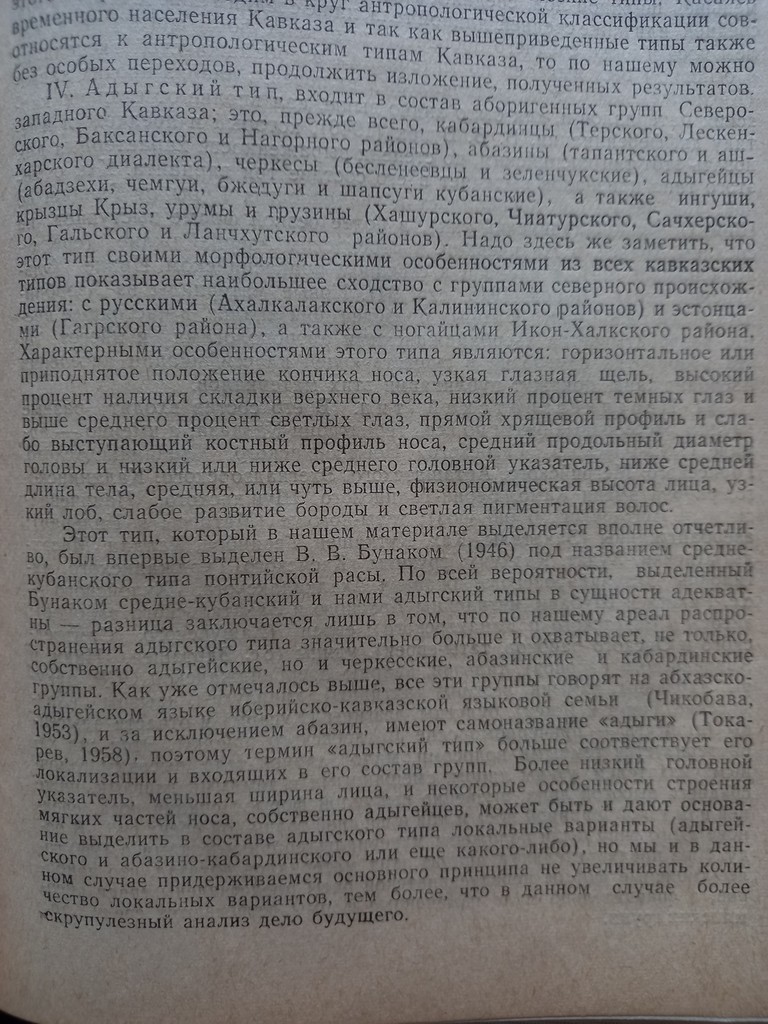 в круг антропологической классификации сов-
временного населения Кавказа и так как вышеприведенные типы также
относятся к антропологическим типам Кавказа, то по нашему можно
без особых переходов, продолжить изложение, полученных результатов.
IV. Адыгский тип, входит в состав аборигенных групп Северо-
западного Кавказа; это, прежде всего, кабардинцы (Терского, Лескен-
ского, Баксанского и Нагорного районов), абазины (тапантского и аш-
харского диалекта), черкесы (бесленеевцы и зеленчукские), адыгейцы
(абадзехи, чемгуи, бжедуги и шапсуги кубанские), а также ингуши,
крызцы Крыз, урумы и грузины (Хашурского, Чиатурского, Сачхерско-
го, Гальского и Ланчхутского районов). Надо здесь же заметить, что
этот тип своими морфологическими особенностями из всех кавказских
типов показывает наибольшее сходство с группами северного происхож-
дения: с русскими (Ахалкалакского и Калининского районов) и эстонца-
ми (Гагрского района), а также с ногайцами Икон-Халкского района.
Характерными особенностями этого типа являются: горизонтальное или
приподнятое положение кончика носа, узкая глазная щель, высокий
процент наличия складки верхнего века, низкий процент темных глаз и
выше среднего процент светлых глаз, прямой хрящевой профиль и сла-
бо выступающий костный профиль носа, средний продольный диаметр
головы и низкий или ниже среднего головной указатель, ниже средней
длина тела, средняя, или чуть выше, физиономическая высота лица, уз-
кий лоб, слабое развитие бороды и светлая пигментация волос.
Этот тип, который в нашем материале выделяется вполне отчетли-
во, был впервые выделен В. В. Бунаком (1946) под названием средне-
кубанского типа понтийской расы. По всей вероятности, выделенный
Бунаком средне-кубанский и нами адыгский типы в сущности адекват-
ны — разница заключается лишь в том, что по нашему ареал распро-
странения адыгского типа значительно больше и охватывает, не только,
собственно адыгейские, но и черкесские, абазинские и кабардинские
группы. Как уже отмечалось выше, все эти группы говорят на абхазско-
адыгейском языке иберийско-кавказской языковой семьи (Чикобава,
1953), и за исключением абазин, имеют самоназвание «адыги» (Тока-
рев, 1958), поэтому термин «адыгский тип» больше соответствует его
локализации и входящих в его состав групп. Более низкий головной
указатель, меньшая ширина лица, и некоторые особенности строения
мягких частей носа, собственно адыгейцев, может быть и дают основа-
ние выделить в составе адыгского типа локальные варианты (адыгей-
ского и абазино-кабардинского или еще какого-либо), но мы и в дан-
ном случае придерживаемся основного принципа не увеличивать коли-
чество локальных вариантов, тем более, что в данном случае более
скрупулезный анализ дело будущего.